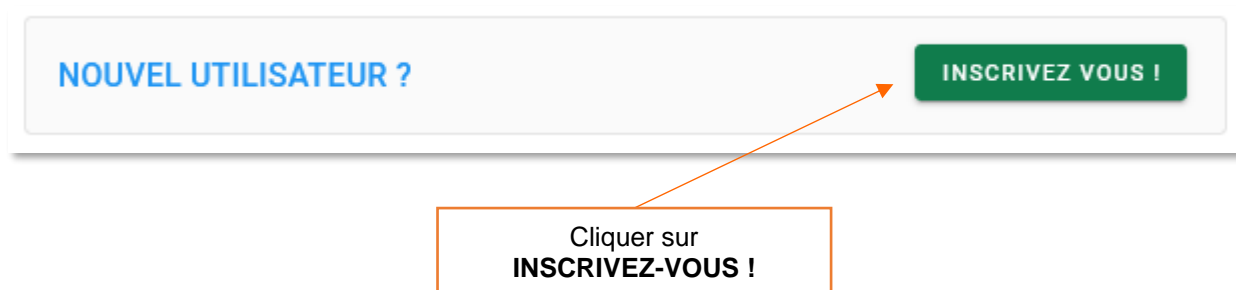 NOUVEL UTILISATEUR ?
INSCRIVEZ VOUS !
Cliquer sur
INSCRIVEZ-VOUS !